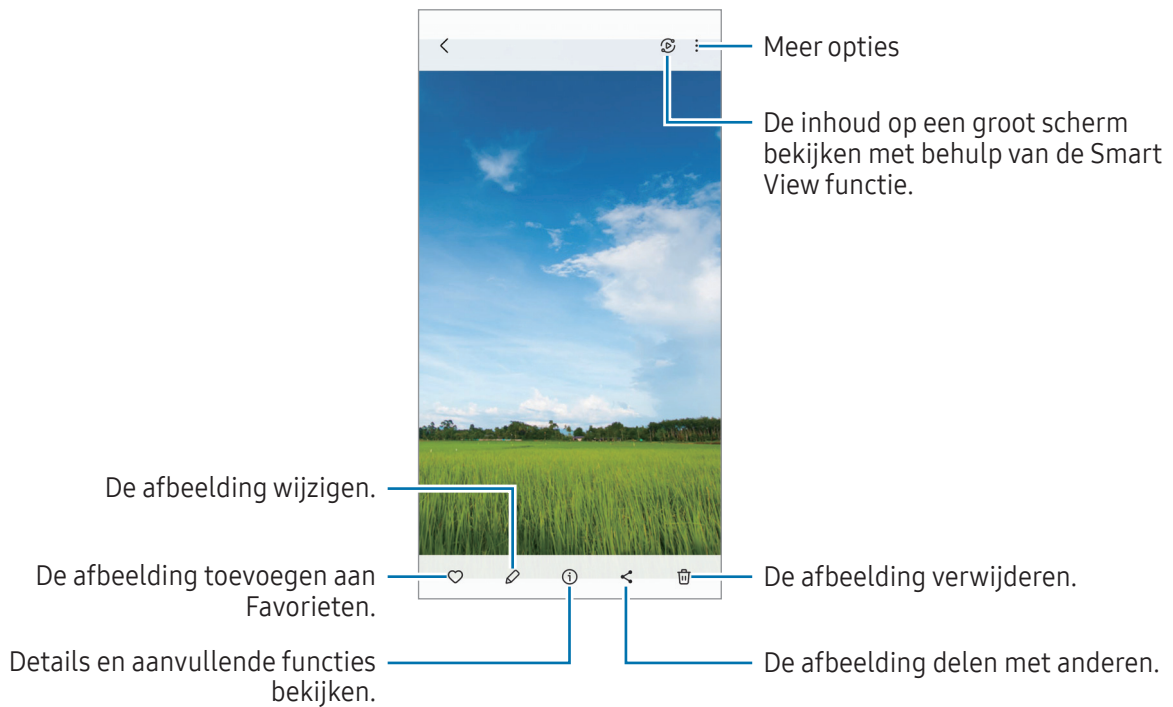 Meer opties
De inhoud op een groot scherm
bekijken met behulp van de Smart
View functie.
De afbeelding wijzigen.
De afbeelding toevoegen aan
Favorieten.
De afbeelding verwijderen.
Details en aanvullende functies
bekijken.
De afbeelding delen met anderen.